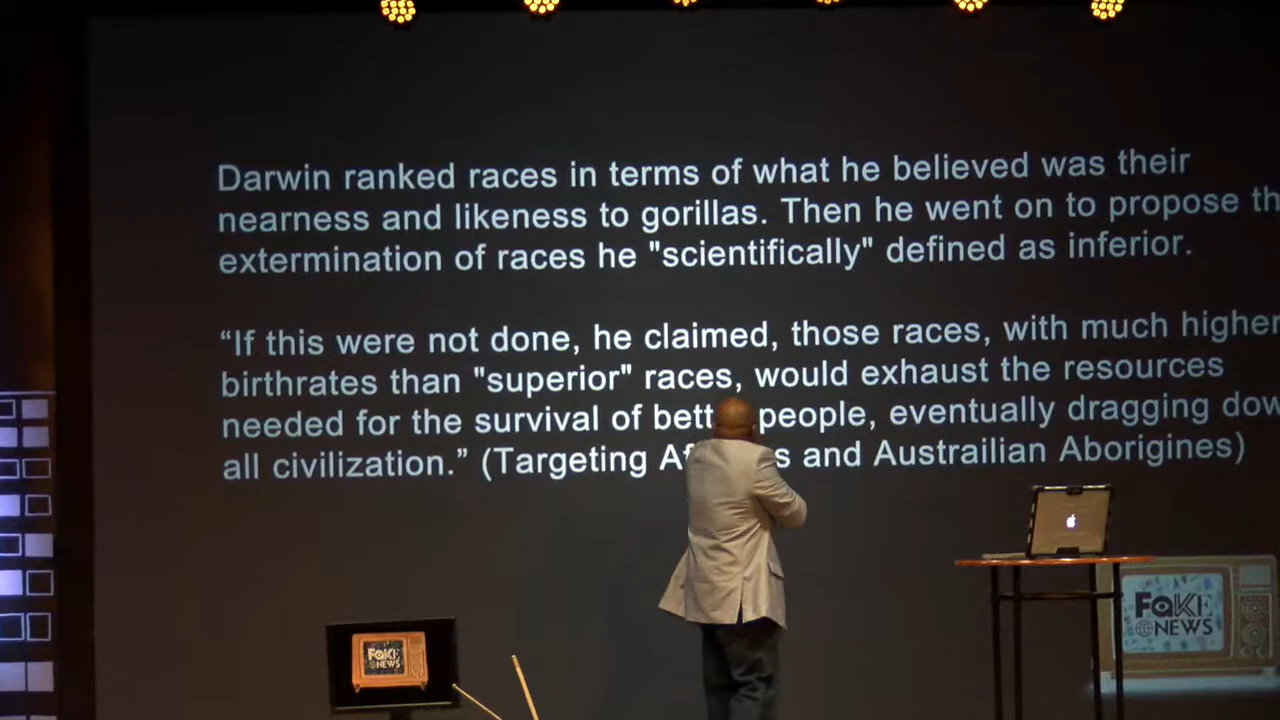 Darwin ranked races in terms of what he believed was their
nearness and likeness to gorillas. Then he went on to propose
extermination of races he "scientifically" defined as inferior.
“If this were not done, he claimed, those races, with much higher
birthrates than "superior" races, would exhaust the resources
needed for the survival of people, eventually dragging
all civilization.” (Targeting and Austrailian Aborigines)
FaKE
NEWS
FaKE
NEWS